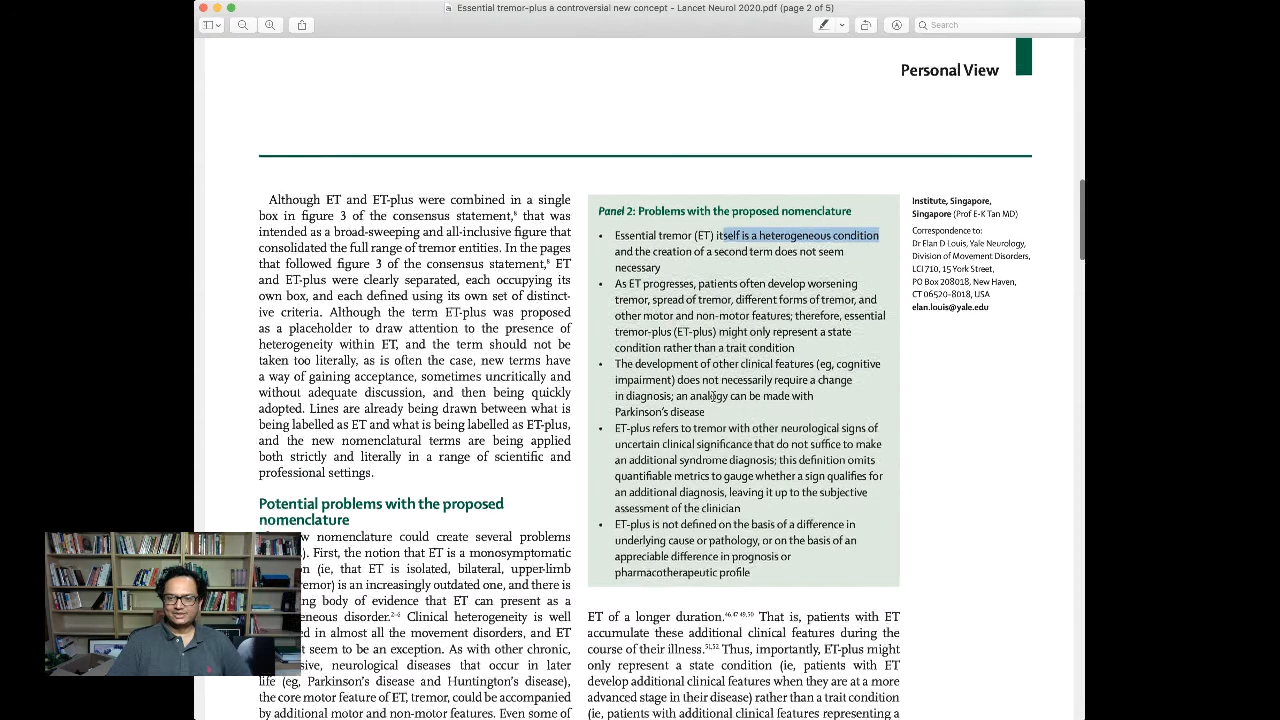 Essential tremor-plus a controversial new concept - Lancet Neurol 2020.pdf (page 2 of 5)
Search
Personal View
Although ET and ET-plus were combined in a single
box in figure 3 of the consensus statement,⁸ that was
intended as a broad-sweeping and all-inclusive figure that
consolidated the full range of tremor entities. In the pages
that followed figure 3 of the consensus statement,⁸ ET
and ET-plus were clearly separated, each occupying its
own box, and each defined using its own set of distinct-
ive criteria. Although the term ET-plus was proposed
as a placeholder to draw attention to the presence of
heterogeneity within ET, and the term should not be
taken too literally, as is often the case, new terms have
a way of gaining acceptance, sometimes uncritically and
without adequate discussion, and then being quickly
adopted. Lines are already being drawn between what is
being labelled as ET and what is being labelled as ET-plus,
and the new nomenclatural terms are being applied
both strictly and literally in a range of scientific and
professional settings.
Potential problems with the proposed
nomenclature
w nomenclature could create several problems
). First, the notion that ET is a monosymptomatic
n (ie, that ET is isolated, bilateral, upper-limb
remor) is an increasingly outdated one, and there is
ng body of evidence that ET can present as a
eneous disorder.²⁻⁶ Clinical heterogeneity is well
d in almost all the movement disorders, and ET
t seem to be an exception. As with other chronic,
sive, neurological diseases that occur in later
life (eg, Parkinson's disease and Huntington's disease),
the core motor feature of ET, tremor, could be accompanied
by additional motor and non-motor features. Even some of
Panel 2: Problems with the proposed nomenclature
• Essential tremor (ET) itself is a heterogeneous condition
and the creation of a second term does not seem
necessary
• As ET progresses, patients often develop worsening
tremor, spread of tremor, different forms of tremor, and
other motor and non-motor features; therefore, essential
tremor-plus (ET-plus) might only represent a state
condition rather than a trait condition
• The development of other clinical features (eg, cognitive
impairment) does not necessarily require a change
in diagnosis; an analogy can be made with
Parkinson's disease
• ET-plus refers to tremor with other neurological signs of
uncertain clinical significance that do not suffice to make
an additional syndrome diagnosis; this definition omits
quantifiable metrics to gauge whether a sign qualifies for
an additional diagnosis, leaving it up to the subjective
assessment of the clinician
• ET-plus is not defined on the basis of a difference in
underlying cause or pathology, or on the basis of an
appreciable difference in prognosis or
pharmacotherapeutic profile
ET of a longer duration.⁴⁶,⁴⁷,⁴⁹,⁵⁰ That is, patients with ET
accumulate these additional clinical features during the
course of their illness.⁵¹,⁵² Thus, importantly, ET-plus might
only represent a state condition (ie, patients with ET
develop additional clinical features when they are at a more
advanced stage in their disease) rather than a trait condition
(ie, patients with additional clinical features representing a
Institute, Singapore,
Singapore (Prof E-K Tan MD)
Correspondence to:
Dr Elan D Louis, Yale Neurology,
Division of Movement Disorders,
LCI 710, 15 York Street,
PO Box 208018, New Haven,
CT 06520-8018, USA
elan.louis@yale.edu